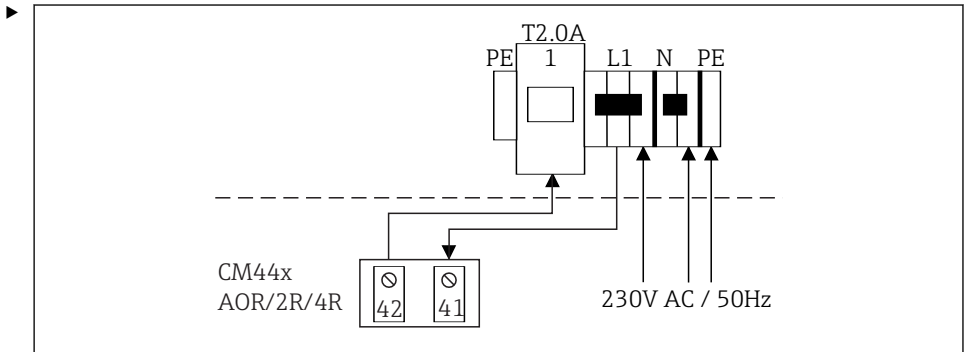 T2.0A
PE 1 L1 N PE
CM44x
AOR/2R/4R
42 41
230V AC / 50Hz